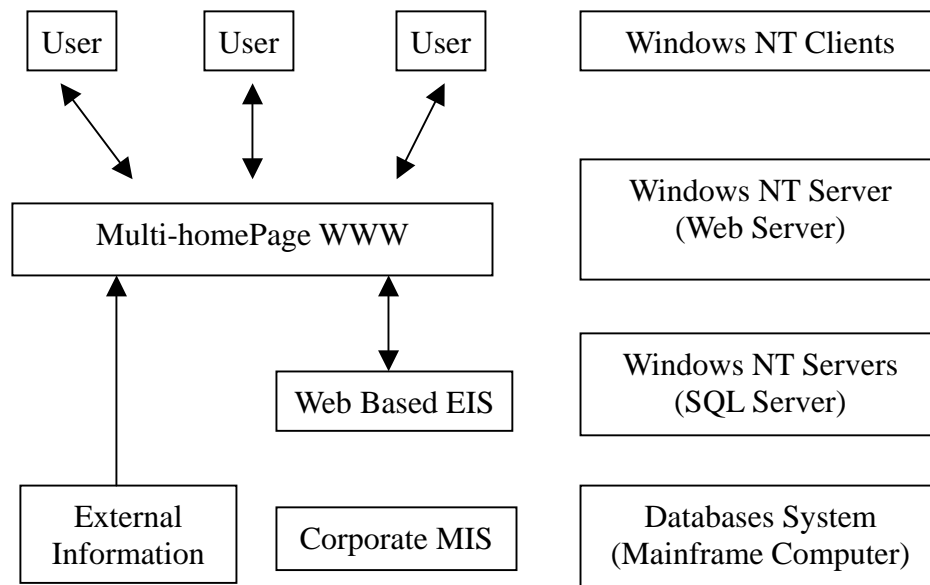 User
User
User
Windows NT Clients
Multi-homePage WWW
Windows NT Server
(Web Server)
Web Based EIS
Windows NT Servers
(SQL Server)
External
Information
Corporate MIS
Databases System
(Mainframe Computer)